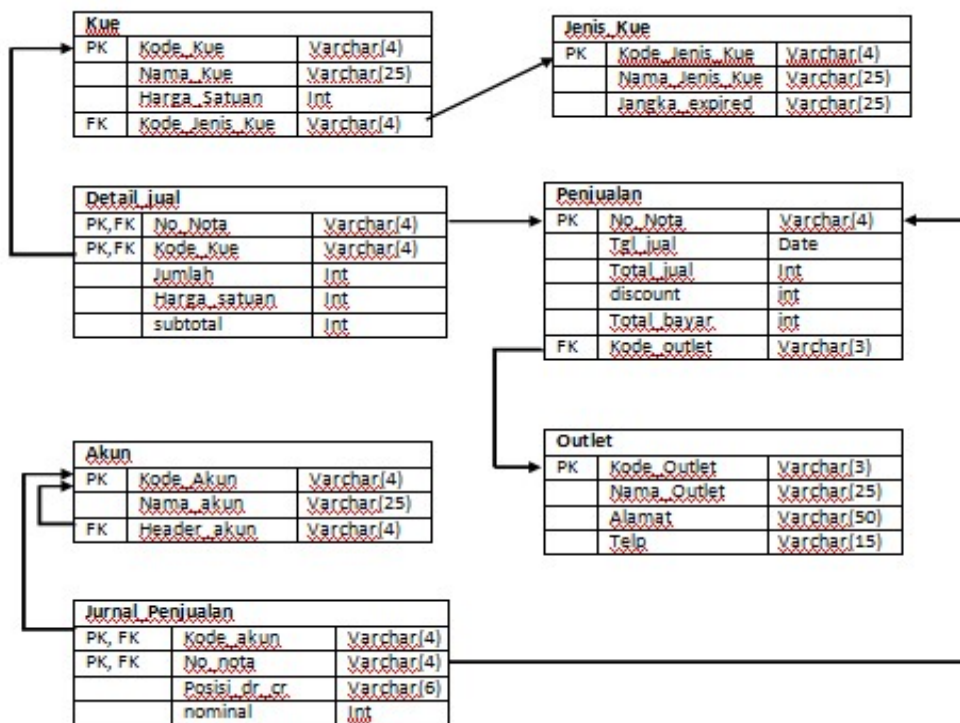 Kue
PK Kode_Kue Varchar(4)
Nama_Kue Varchar(25)
Harga_Satuan Int
FK Kode_Jenis_Kue Varchar(4)
Jenis_Kue
PK Kode_Jenis_Kue Varchar(4)
Nama_Jenis_Kue Varchar(25)
Jangka_expired Varchar(25)
Detail_jual
PK,FK No_Nota Varchar(4)
PK,FK Kode_Kue Varchar(4)
Jumlah Int
Harga_satuan Int
subtotal Int
Penjualan
PK No_Nota Varchar(4)
Tgl_jual Date
Total_jual Int
discount int
Total_bayar int
FK Kode_outlet Varchar(3)
Akun
PK Kode_Akun Varchar(4)
Nama_akun Varchar(25)
FK Header_akun Varchar(4)
Outlet
PK Kode_Outlet Varchar(3)
Nama_Outlet Varchar(25)
Alamat Varchar(50)
Telp Varchar(15)
Jurnal_Penjualan
PK, FK Kode_akun Varchar(4)
PK, FK No_nota Varchar(4)
Posisi_dr_cr Varchar(6)
nominal Int